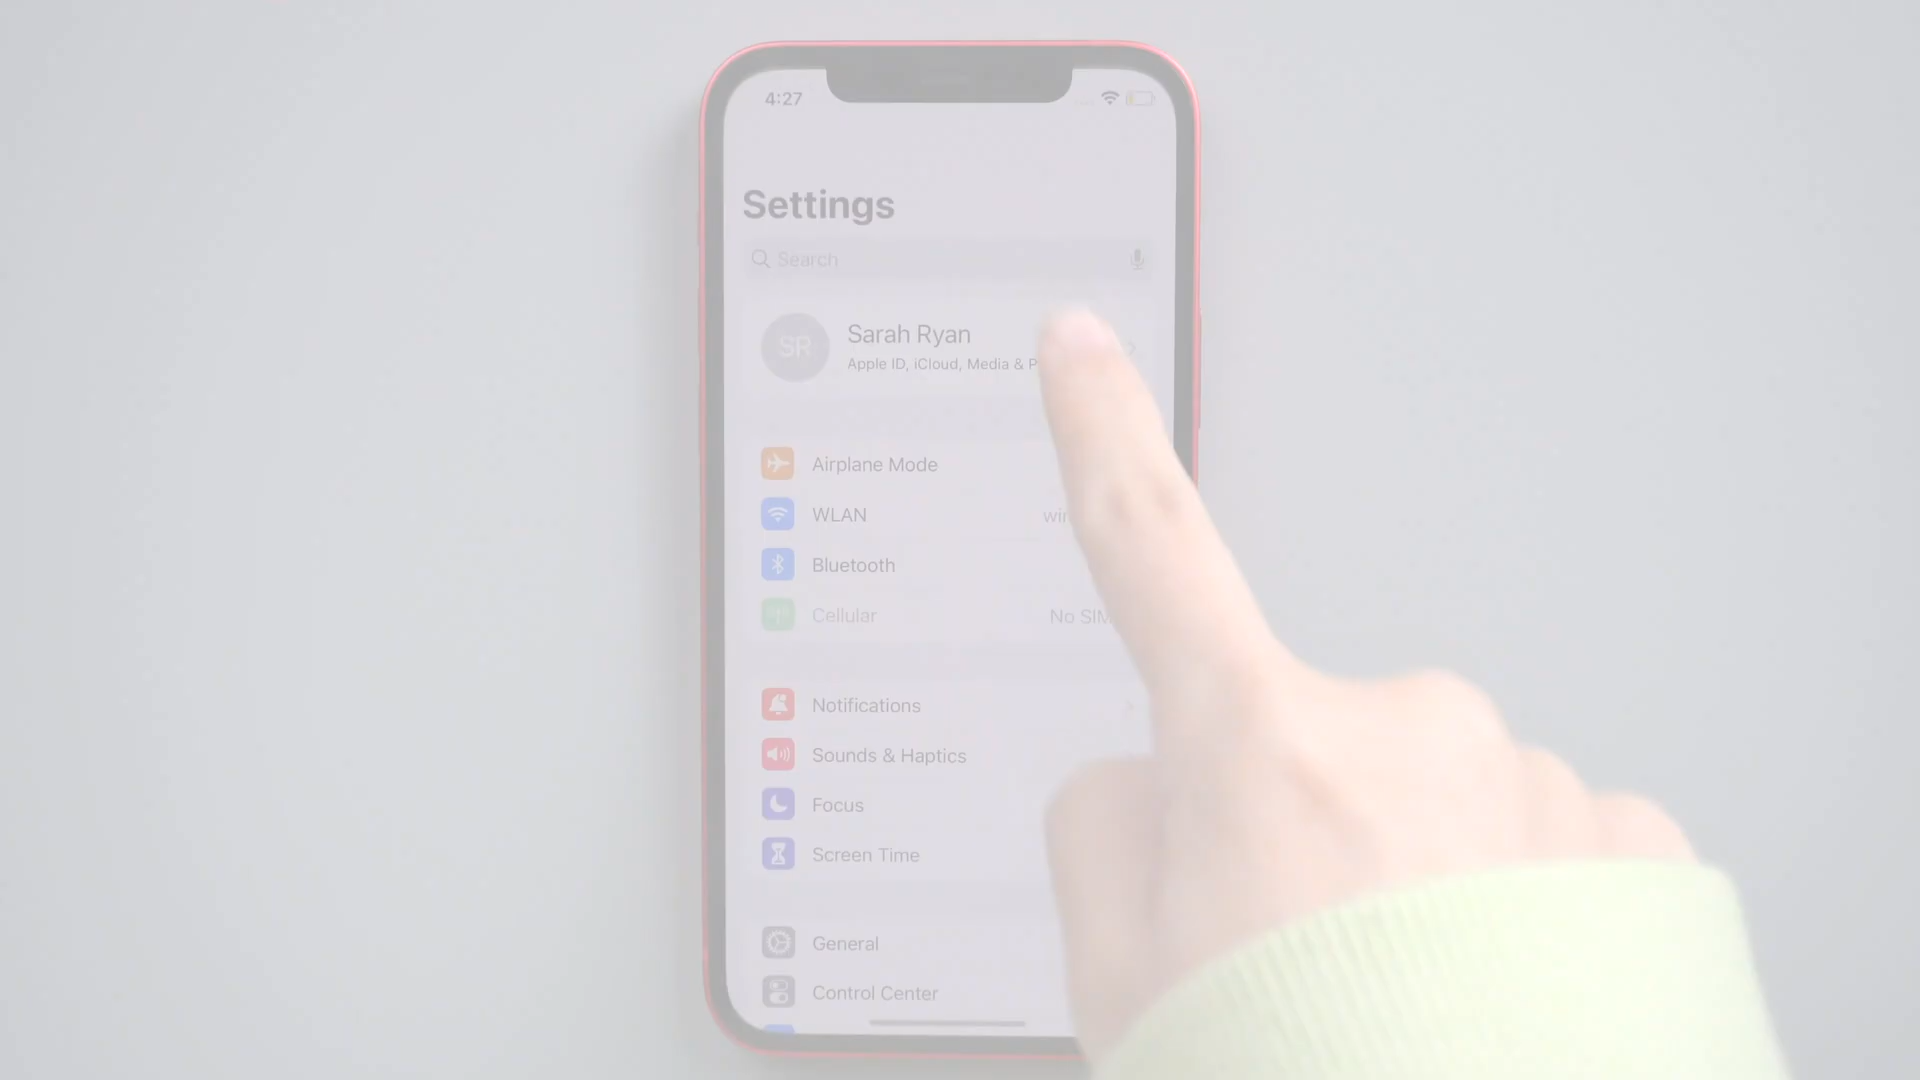 4:27
Settings
Search
SR
Sarah Ryan
Apple ID, iCloud, Media & P
Airplane Mode
WLAN
Bluetooth
Cellular
No SIM
Notifications
Sounds & Haptics
Focus
Screen Time
General
Control Center